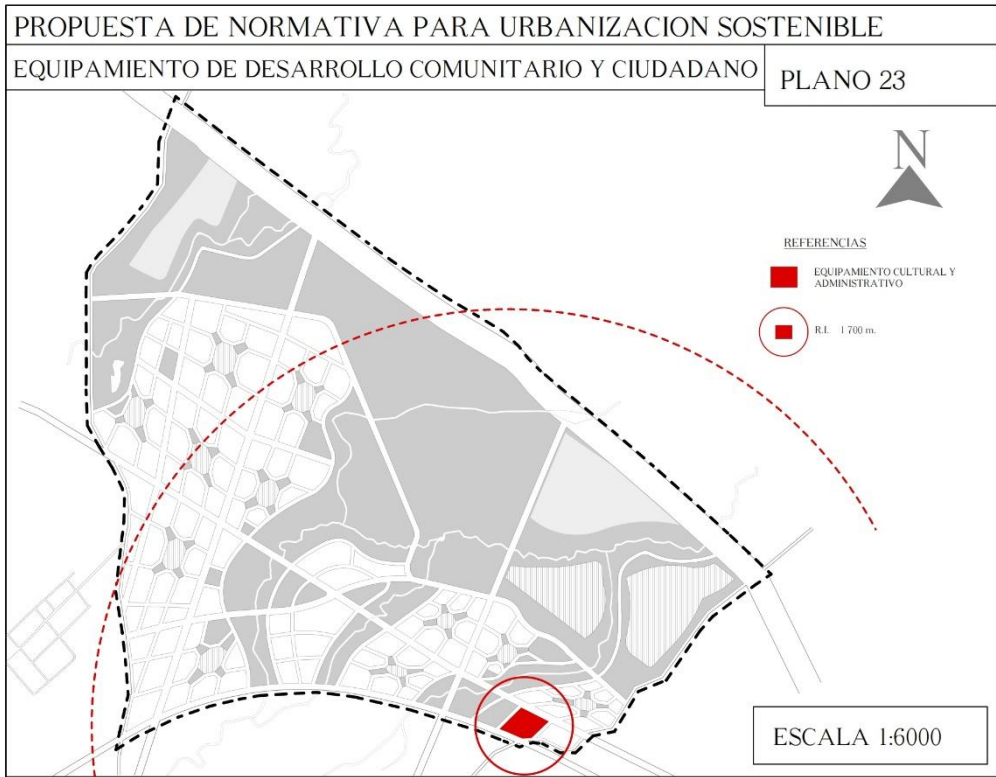 PROPUESTA DE NORMATIVA PARA URBANIZACION SOSTENIBLE
EQUIPAMIENTO DE DESARROLLO COMUNITARIO Y CIUDADANO
PLANO 23
N
REFERENCIAS
EQUIPAMIENTO CULTURAL Y
ADMINISTRATIVO
R.I. 1 700 m.
ESCALA 1:6000